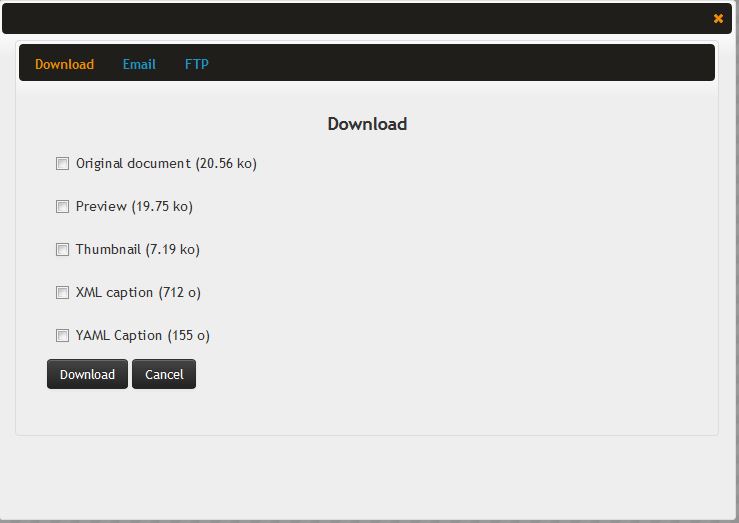 Download Email FTP
Download
Original document (20.56 ko)
Preview (19.75 ko)
Thumbnail (7.19 ko)
XML caption (712 o)
YAML Caption (155 o)
Download Cancel